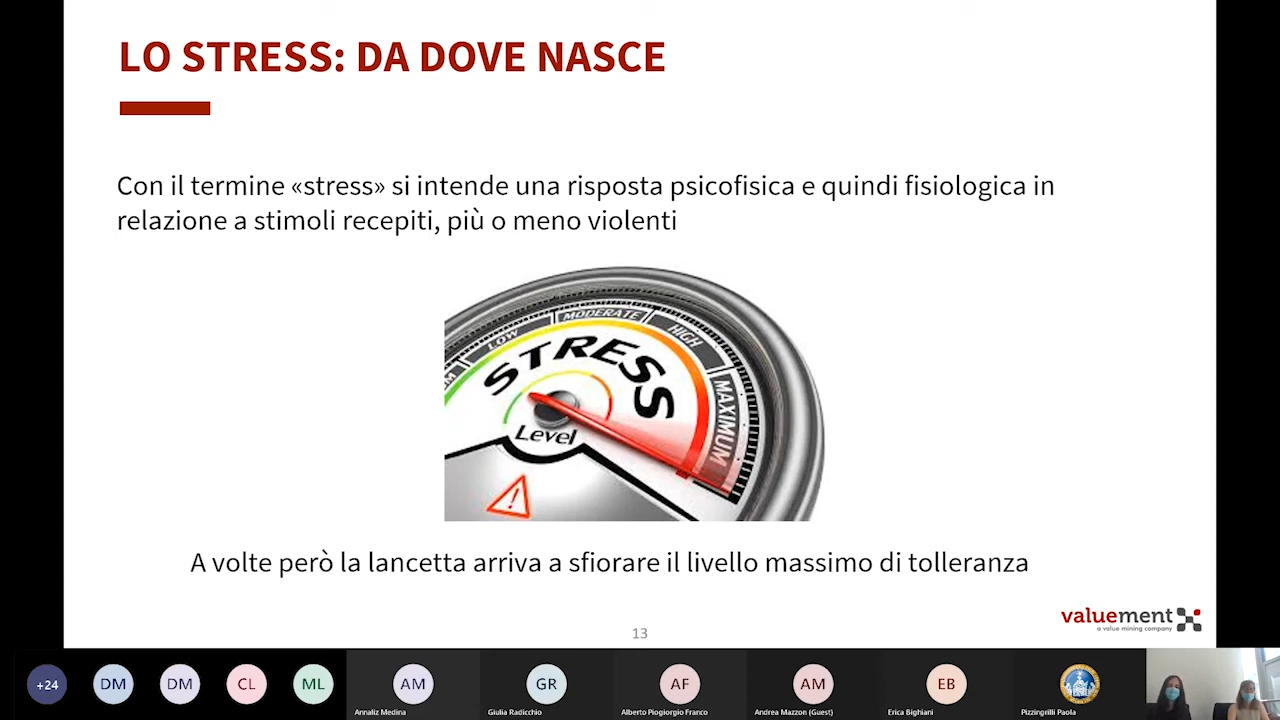 LO STRESS: DA DOVE NASCE
Con il termine «stress» si intende una risposta psicofisica e quindi fisiologica in
relazione a stimoli recepiti, più o meno violenti
LOW
MODERATE
HIGH
MAXIMUM
STRESS
Level
!
A volte però la lancetta arriva a sfiorare il livello massimo di tolleranza
valuement
a value mining company
13
+24
DM
DM
CL
ML
AM
GR
AF
AM
EB
Annaliz Medina
Giulia Radicchio
Alberto Piogiorgio Franco
Andrea Mazzon (Guest)
Erica Bighiani
Pizzingrilli Paola